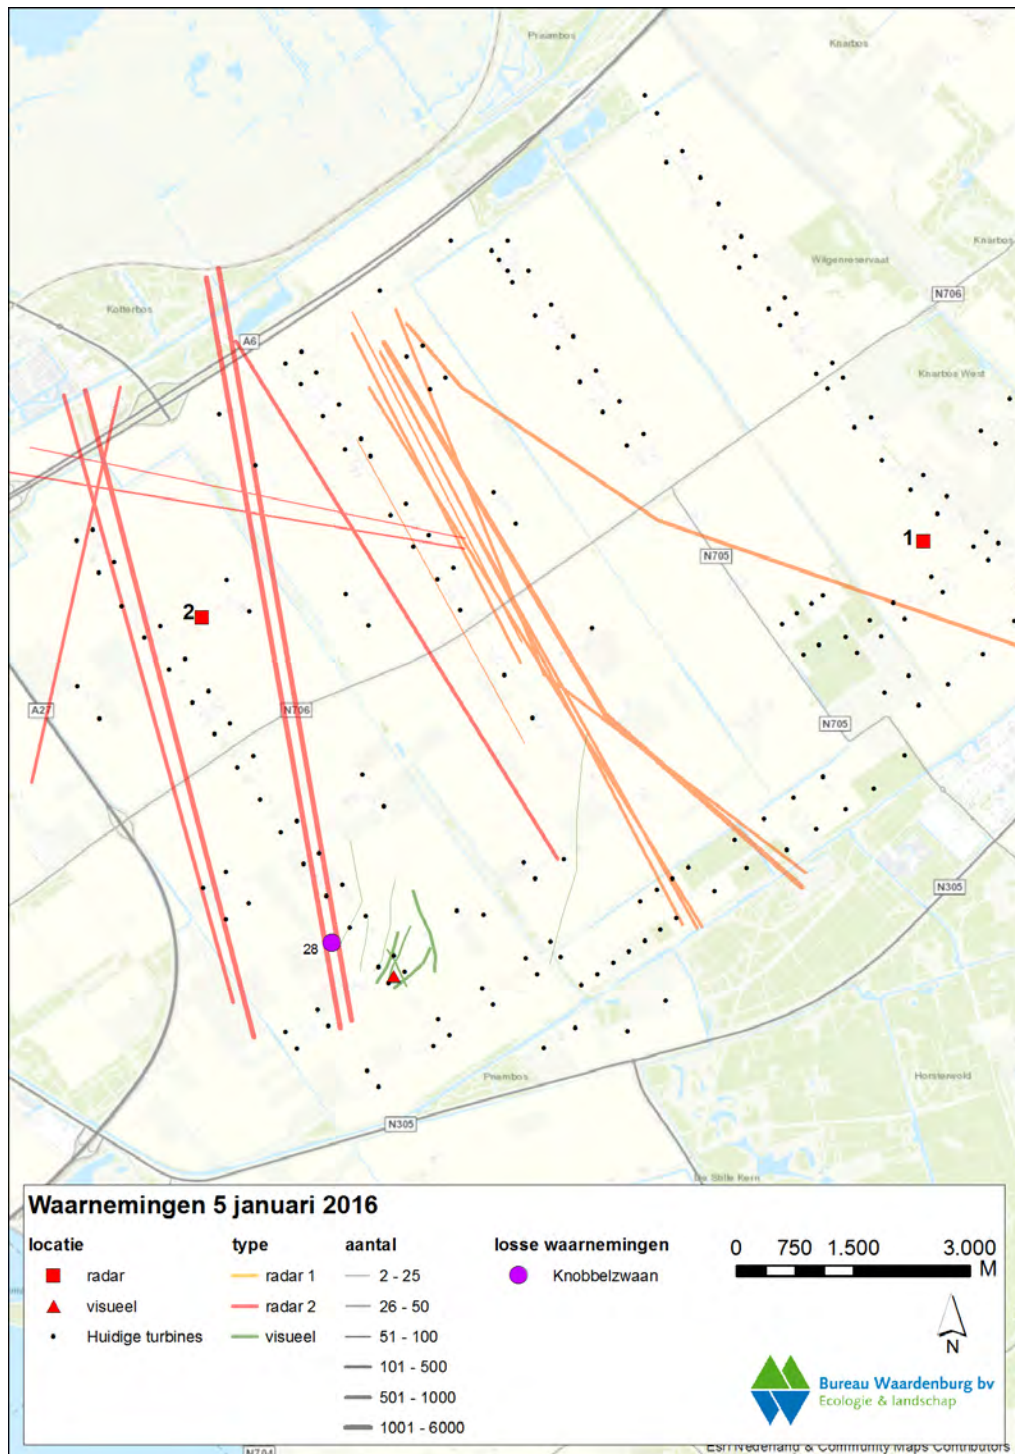 Praambos
Knarbos
Wilgenreservaat
Knarbos
N706
Kotterbos
A6
Knarbos West
1
N705
2
A27
N706
N705
28
N305
Priembos
Horsterwold
N305
De Stille Kern
Waarnemingen 5 januari 2016
locatie
type
aantal
losse waarnemingen
0 750 1.500 3.000
M
radar
radar 1
2 - 25
Knobbelzwaan
visueel
radar 2
26 - 50
Huidige turbines
visueel
51 - 100
101 - 500
501 - 1000
1001 - 6000
N
Bureau Waardenburg bv
Ecologie & landschap
N704
Esri Nederland & Community Maps Contributors